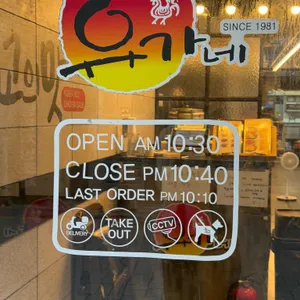 유가네
SINCE 1981
OPEN AM 10:30
CLOSE PM 10:40
LAST ORDER PM 10:10
DELIVERY
TAKE OUT
CCTV